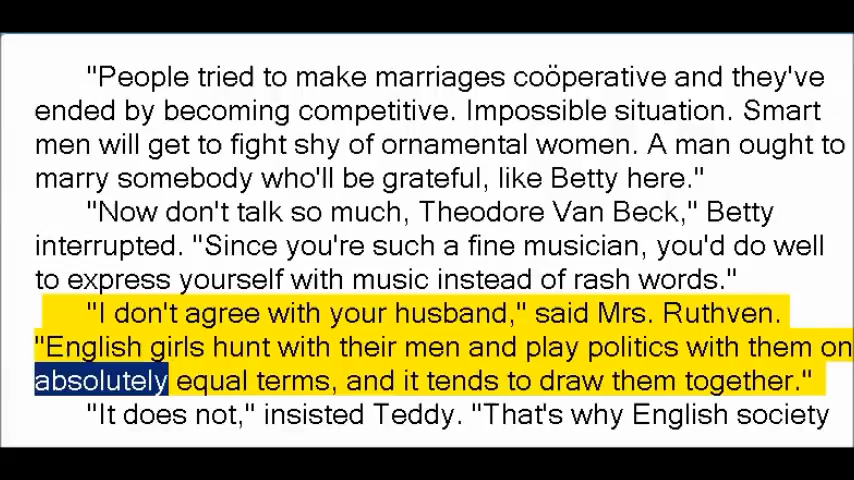 "People tried to make marriages coöperative and they've
ended by becoming competitive. Impossible situation. Smart
men will get to fight shy of ornamental women. A man ought to
marry somebody who'll be grateful, like Betty here."
"Now don't talk so much, Theodore Van Beck," Betty
interrupted. "Since you're such a fine musician, you'd do well
to express yourself with music instead of rash words."
"I don't agree with your husband," said Mrs. Ruthven.
"English girls hunt with their men and play politics with them on
absolutely equal terms, and it tends to draw them together."
"It does not," insisted Teddy. "That's why English society